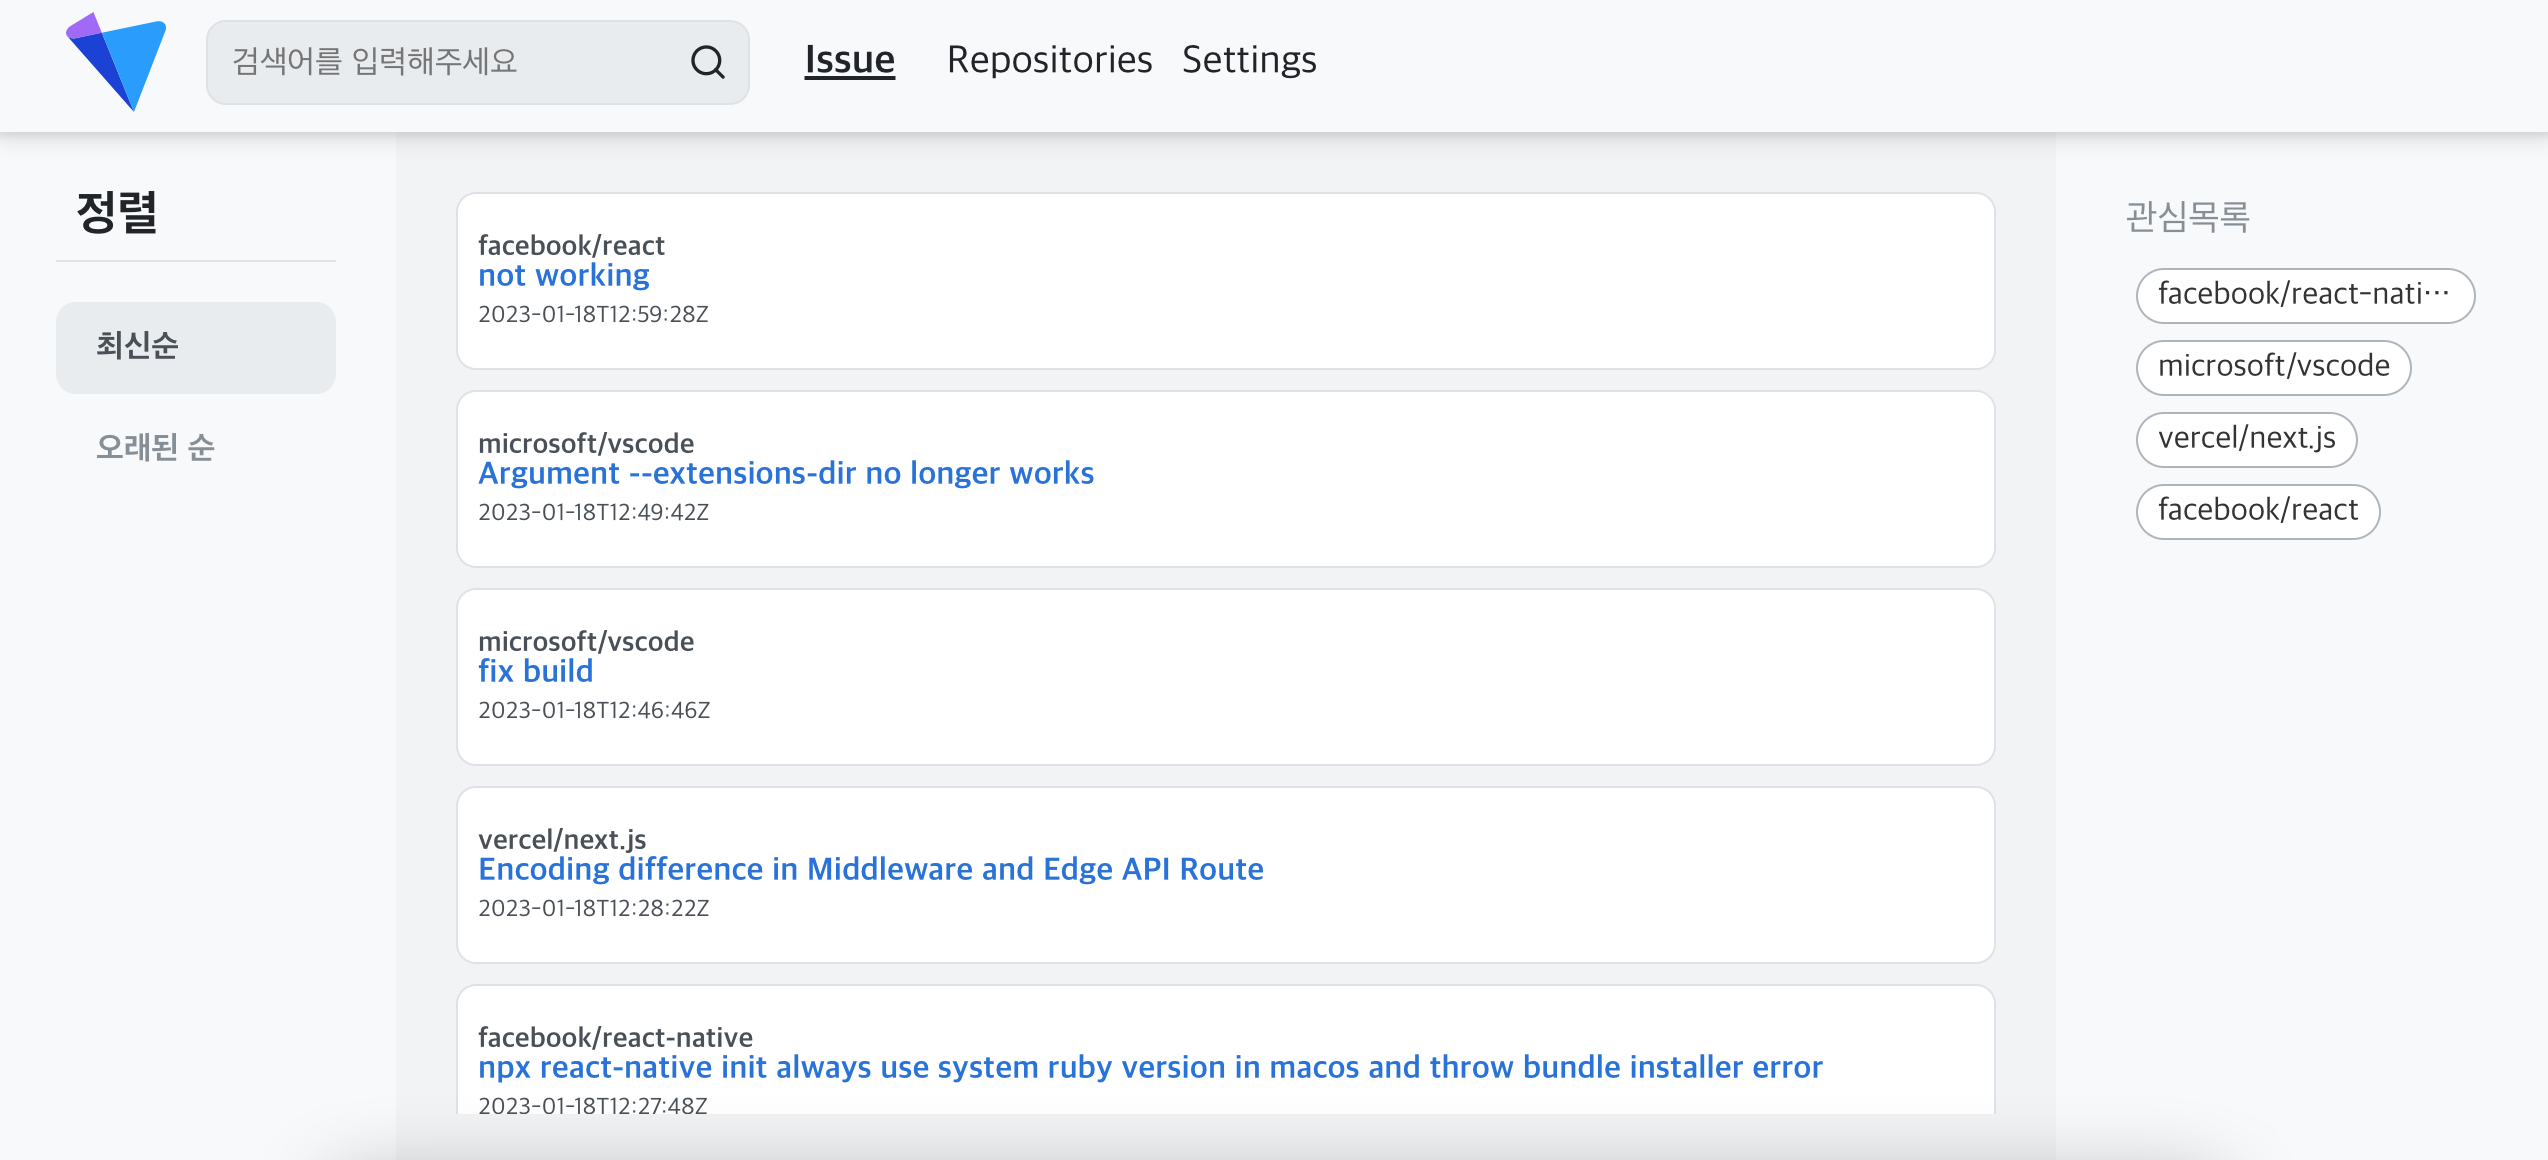 검색어를 입력해주세요
Issue
Repositories
Settings
정렬
최신순
오래된 순
facebook/react
not working
2023-01-18T12:59:28Z
microsoft/vscode
Argument --extensions-dir no longer works
2023-01-18T12:49:42Z
microsoft/vscode
fix build
2023-01-18T12:46:46Z
vercel/next.js
Encoding difference in Middleware and Edge API Route
2023-01-18T12:28:22Z
facebook/react-native
npx react-native init always use system ruby version in macos and throw bundle installer error
2023-01-18T12:27:48Z
관심목록
facebook/react-nati…
microsoft/vscode
vercel/next.js
facebook/react